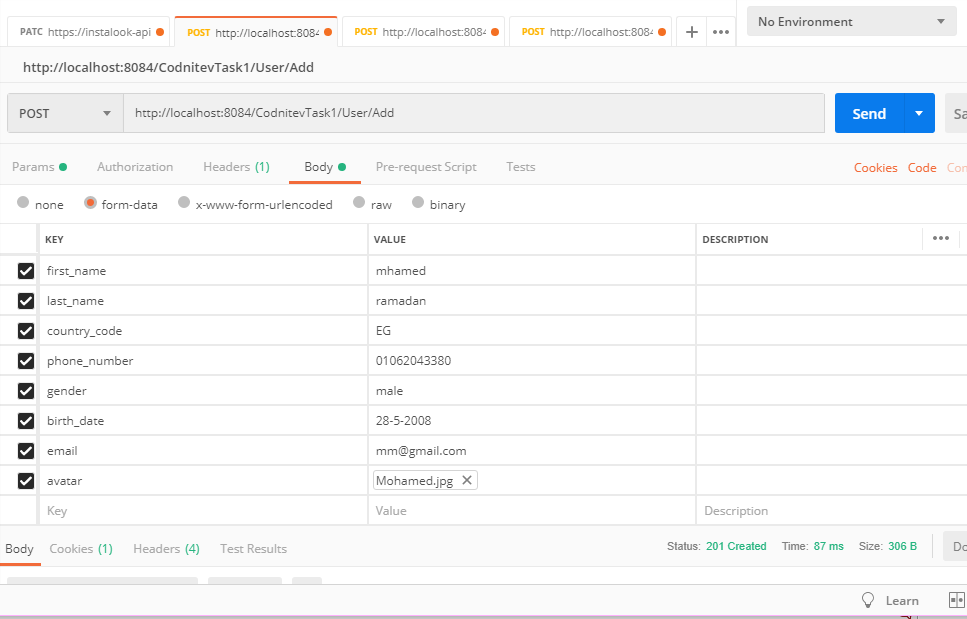 PATC https://instalook-api POST http://localhost:8084 POST http://localhost:8084/ POST http://localhost:8084/ + ••• No Environment
http://localhost:8084/CodnitevTask1/User/Add
POST http://localhost:8084/CodnitevTask1/User/Add Send Sa
Params Authorization Headers (1) Body Pre-request Script Tests Cookies Code Com
none form-data x-www-form-urlencoded raw binary
KEY VALUE DESCRIPTION •••
first_name mhamed
last_name ramadan
country_code EG
phone_number 01062043380
gender male
birth_date 28-5-2008
email mm@gmail.com
avatar Mohamed.jpg ✕
Key Value Description
Body Cookies (1) Headers (4) Test Results Status: 201 Created Time: 87 ms Size: 306 B Do
Learn